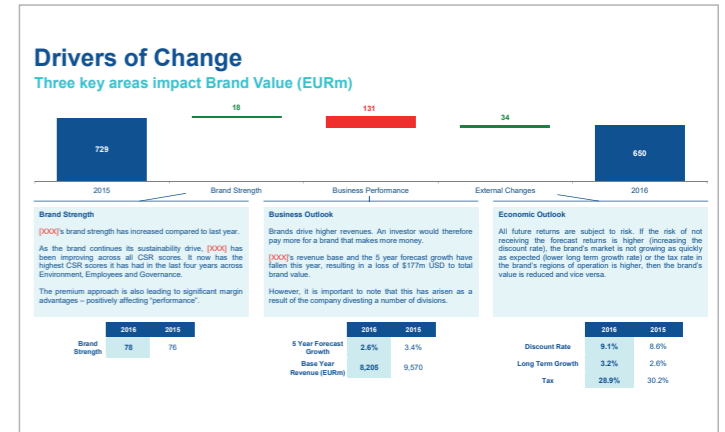 Drivers of Change
Three key areas impact Brand Value (EURm)
18
131
34
729
650
2015
Brand Strength
Business Performance
External Changes
2016
Brand Strength
[XXX]'s brand strength has increased compared to last year.
As the brand continues its sustainability drive, [XXX] has
been improving across all CSR scores. It now has the
highest CSR scores it has had in the last four years across
Environment, Employees and Governance.
The premium approach is also leading to significant margin
advantages – positively affecting "performance".
Business Outlook
Brands drive higher revenues. An investor would therefore
pay more for a brand that makes more money.
[XXX]'s revenue base and the 5 year forecast growth have
fallen this year, resulting in a loss of $177m USD to total
brand value.
However, it is important to note that this has arisen as a
result of the company divesting a number of divisions.
Economic Outlook
All future returns are subject to risk. If the risk of not
receiving the forecast returns is higher (increasing the
discount rate), the brand's market is not growing as quickly
as expected (lower long term growth rate) or the tax rate in
the brand's regions of operation is higher, then the brand's
value is reduced and vice versa.
2016 2015
Brand
Strength
78 76
2016 2015
5 Year Forecast
Growth
2.6% 3.4%
Base Year
Revenue (EURm)
8,205 9,570
2016 2015
Discount Rate 9.1% 8.6%
Long Term Growth 3.2% 2.6%
Tax 28.9% 30.2%